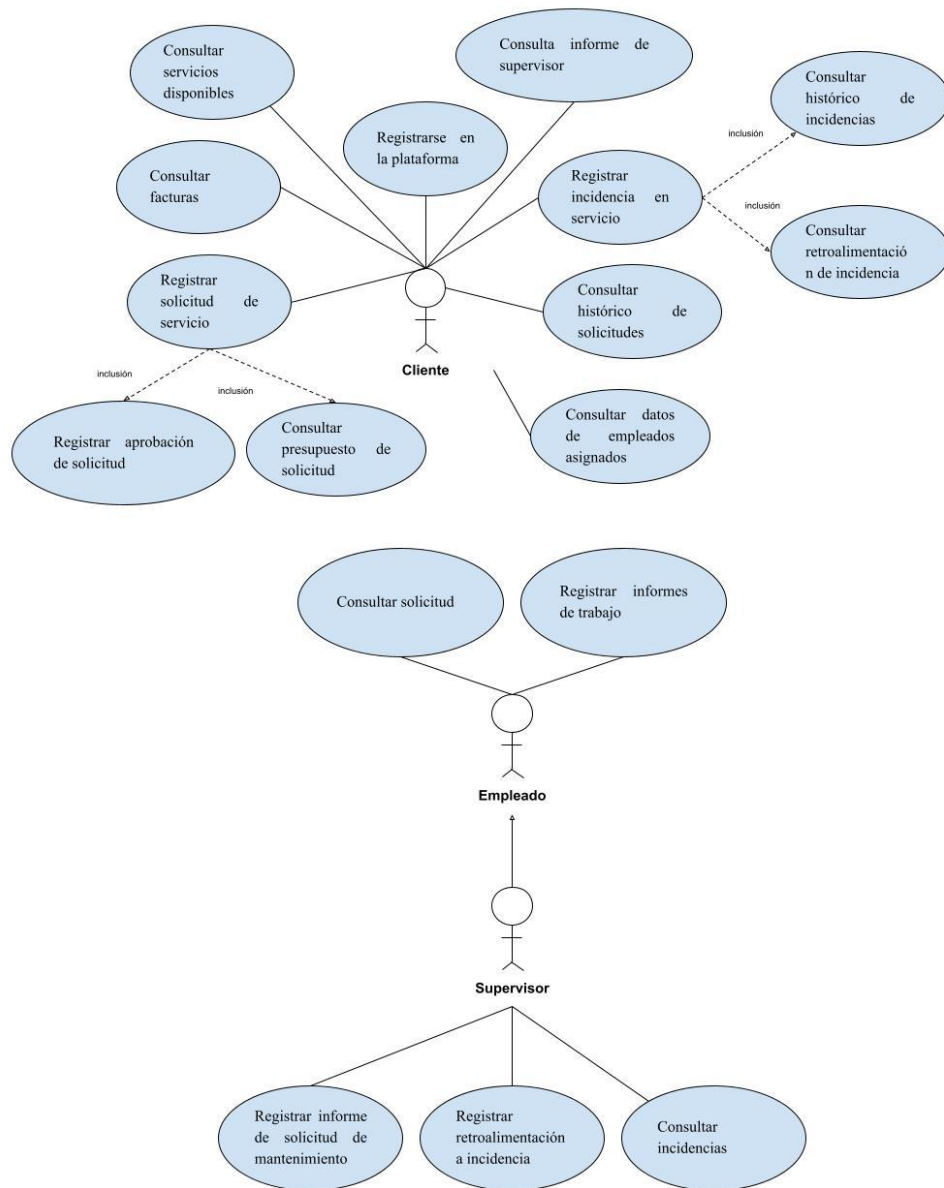 Consultar
servicios
disponibles
Consulta informe de
supervisor
Consultar
histórico de
incidencias
Registrarse en
la plataforma
inclusión
Consultar
facturas
Registrar
incidencia en
servicio
inclusión
Consultar
retroalimentació
n de incidencia
Registrar
solicitud de
servicio
Consultar
histórico de
solicitudes
Cliente
inclusión
inclusión
Registrar aprobación
de solicitud
Consultar
presupuesto de
solicitud
Consultar datos
de empleados
asignados
Consultar solicitud
Registrar informes
de trabajo
Empleado
Supervisor
Registrar informe
de solicitud de
mantenimiento
Registrar
retroalimentación
a incidencia
Consultar
incidencias